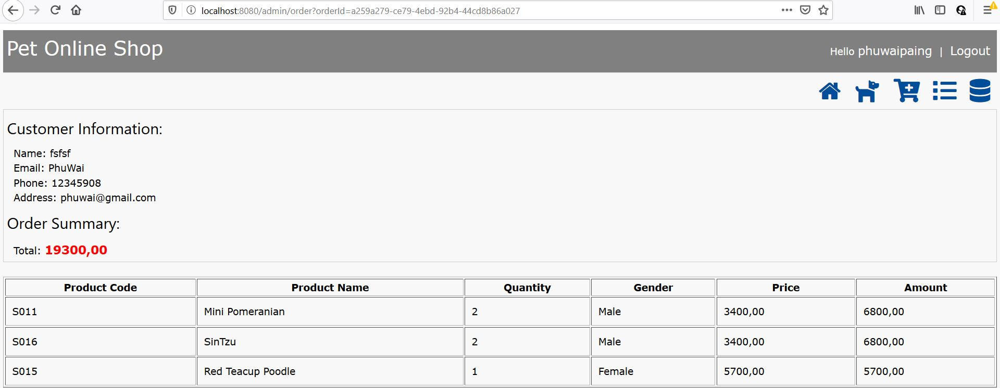 localhost:8080/admin/order?orderId=a259a279-ce79-4ebd-92b4-44cd8b86a027
Pet Online Shop
Hello phuwaipaing | Logout
Customer Information:
Name: fsfsf
Email: PhuWai
Phone: 12345908
Address: phuwai@gmail.com
Order Summary:
Total: 19300,00
Product Code Product Name Quantity Gender Price Amount
S011 Mini Pomeranian 2 Male 3400,00 6800,00
S016 SinTzu 2 Male 3400,00 6800,00
S015 Red Teacup Poodle 1 Female 5700,00 5700,00